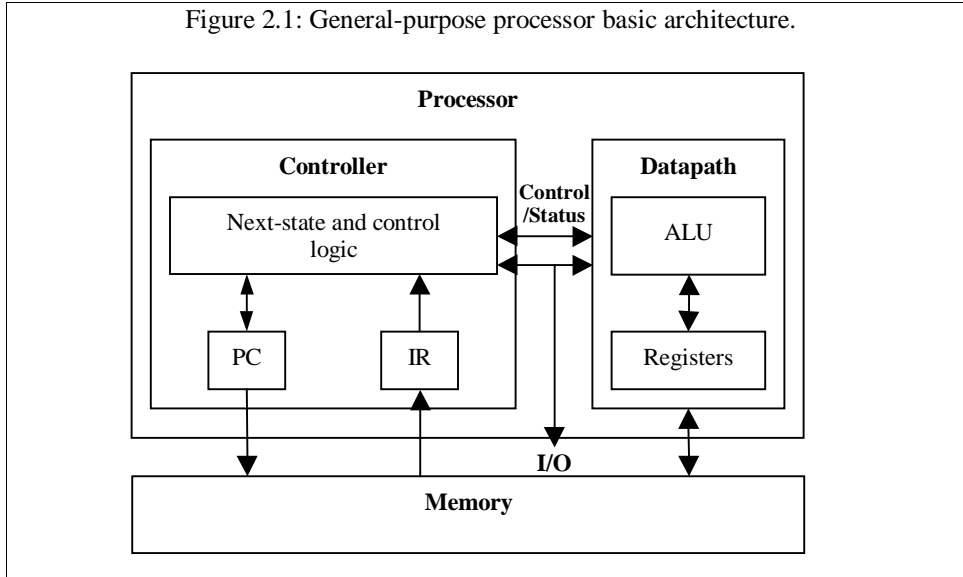 Figure 2.1: General-purpose processor basic architecture.
Processor
Controller
Datapath
Control
/Status
Next-state and control
logic
ALU
PC
IR
Registers
I/O
Memory